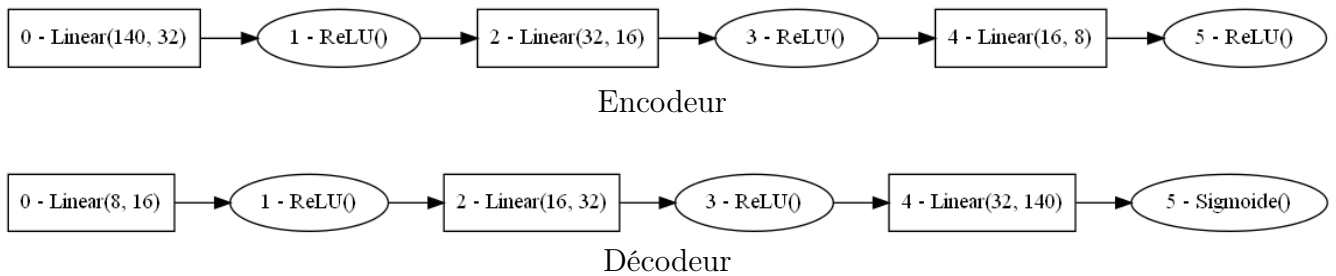 0 - Linear(140, 32) 1 - ReLU() 2 - Linear(32, 16) 3 - ReLU() 4 - Linear(16, 8) 5 - ReLU()
Encodeur
0 - Linear(8, 16) 1 - ReLU() 2 - Linear(16, 32) 3 - ReLU() 4 - Linear(32, 140) 5 - Sigmoide()
Décodeur